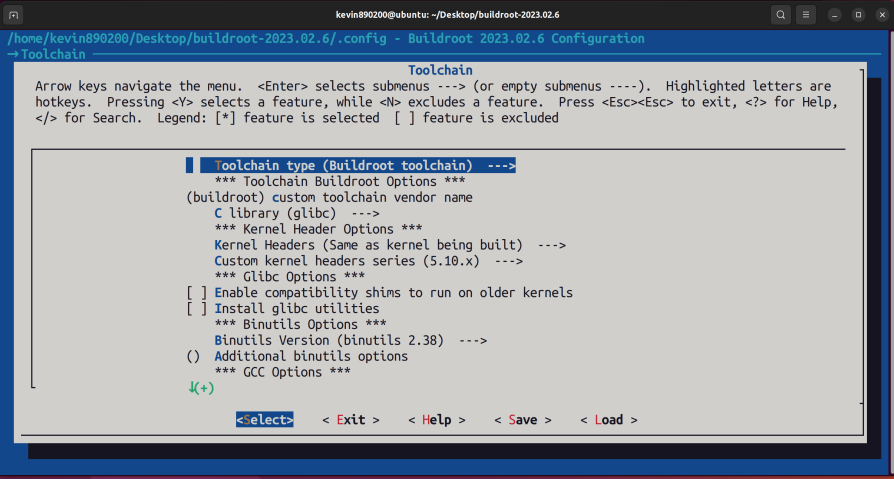 kevin890200@ubuntu: ~/Desktop/buildroot-2023.02.6
/home/kevin890200/Desktop/buildroot-2023.02.6/.config - Buildroot 2023.02.6 Configuration
→Toolchain
Toolchain
Arrow keys navigate the menu.  <Enter> selects submenus ---> (or empty submenus ----).  Highlighted letters are
hotkeys.  Pressing <Y> selects a feature, while <N> excludes a feature.  Press <Esc><Esc> to exit, <?> for Help,
</> for Search.  Legend: [*] feature is selected  [ ] feature is excluded
Toolchain type (Buildroot toolchain)  --->
*** Toolchain Buildroot Options ***
(buildroot) custom toolchain vendor name
C library (glibc)  --->
*** Kernel Header Options ***
Kernel Headers (Same as kernel being built)  --->
Custom kernel headers series (5.10.x)  --->
*** Glibc Options ***
[ ] Enable compatibility shims to run on older kernels
[ ] Install glibc utilities
*** Binutils Options ***
Binutils Version (binutils 2.38)  --->
()  Additional binutils options
*** GCC Options ***
↓(+)
<Select>    < Exit >    < Help >    < Save >    < Load >